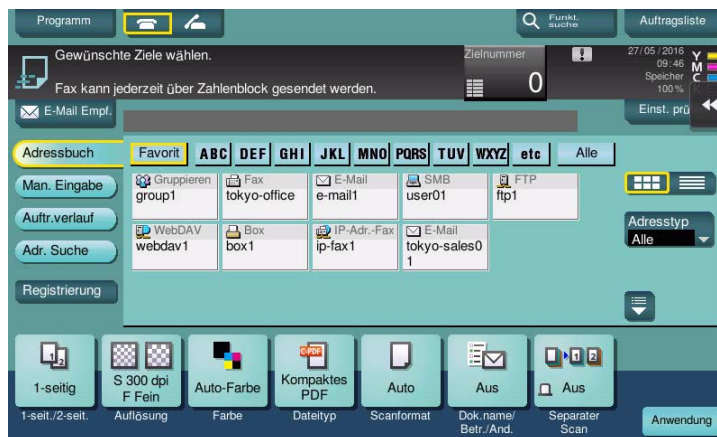 Programm
Funkt. suche
Auftragsliste
Gewünschte Ziele wählen.
Fax kann jederzeit über Zahlenblock gesendet werden.
Zielnummer
0
27/05/2016
09:46
Speicher
100 %
Y
M
C
E-Mail Empf.
Einst. prü
Adressbuch
Favorit ABC DEF GHI JKL MNO PQRS TUV WXYZ etc Alle
Man. Eingabe
Auftr.verlauf
Adr. Suche
Registrierung
Gruppieren
group1
Fax
tokyo-office
E-Mail
e-mail1
SMB
user01
FTP
ftp1
WebDAV
webdav1
Box
box1
IP-Adr.-Fax
ip-fax1
E-Mail
tokyo-sales0
1
Adresstyp
Alle
1-seitig
S 300 dpi
F Fein
Auto-Farbe
Kompaktes
PDF
Auto
Aus
Aus
1-seit./2-seit.
Auflösung
Farbe
Dateityp
Scanformat
Dok.name/
Betr./And.
Separater
Scan
Anwendung